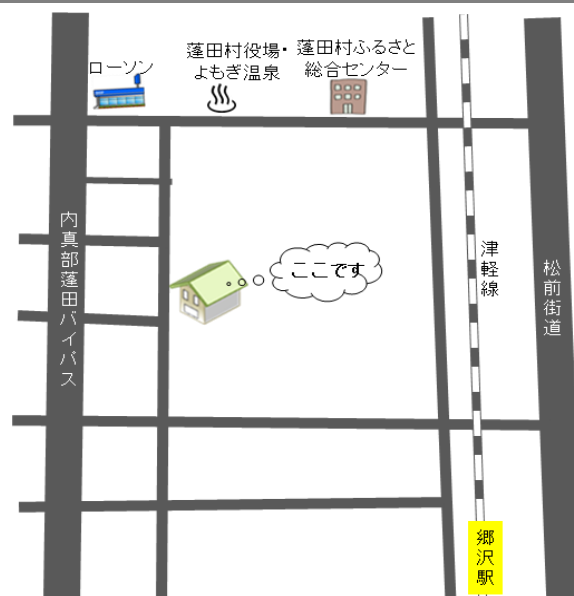 ローソン
蓬田村役場・
よもぎ温泉
蓬田村ふるさと
総合センター
内真部蓬田バイパス
ここです
津軽線
松前街道
郷沢駅